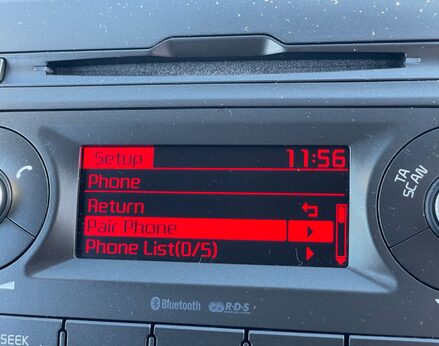 Setup 11:56
Phone
Return
Pair Phone
Phone List(0/5)
TA
SCAN
Bluetooth R·D·S
SEEK